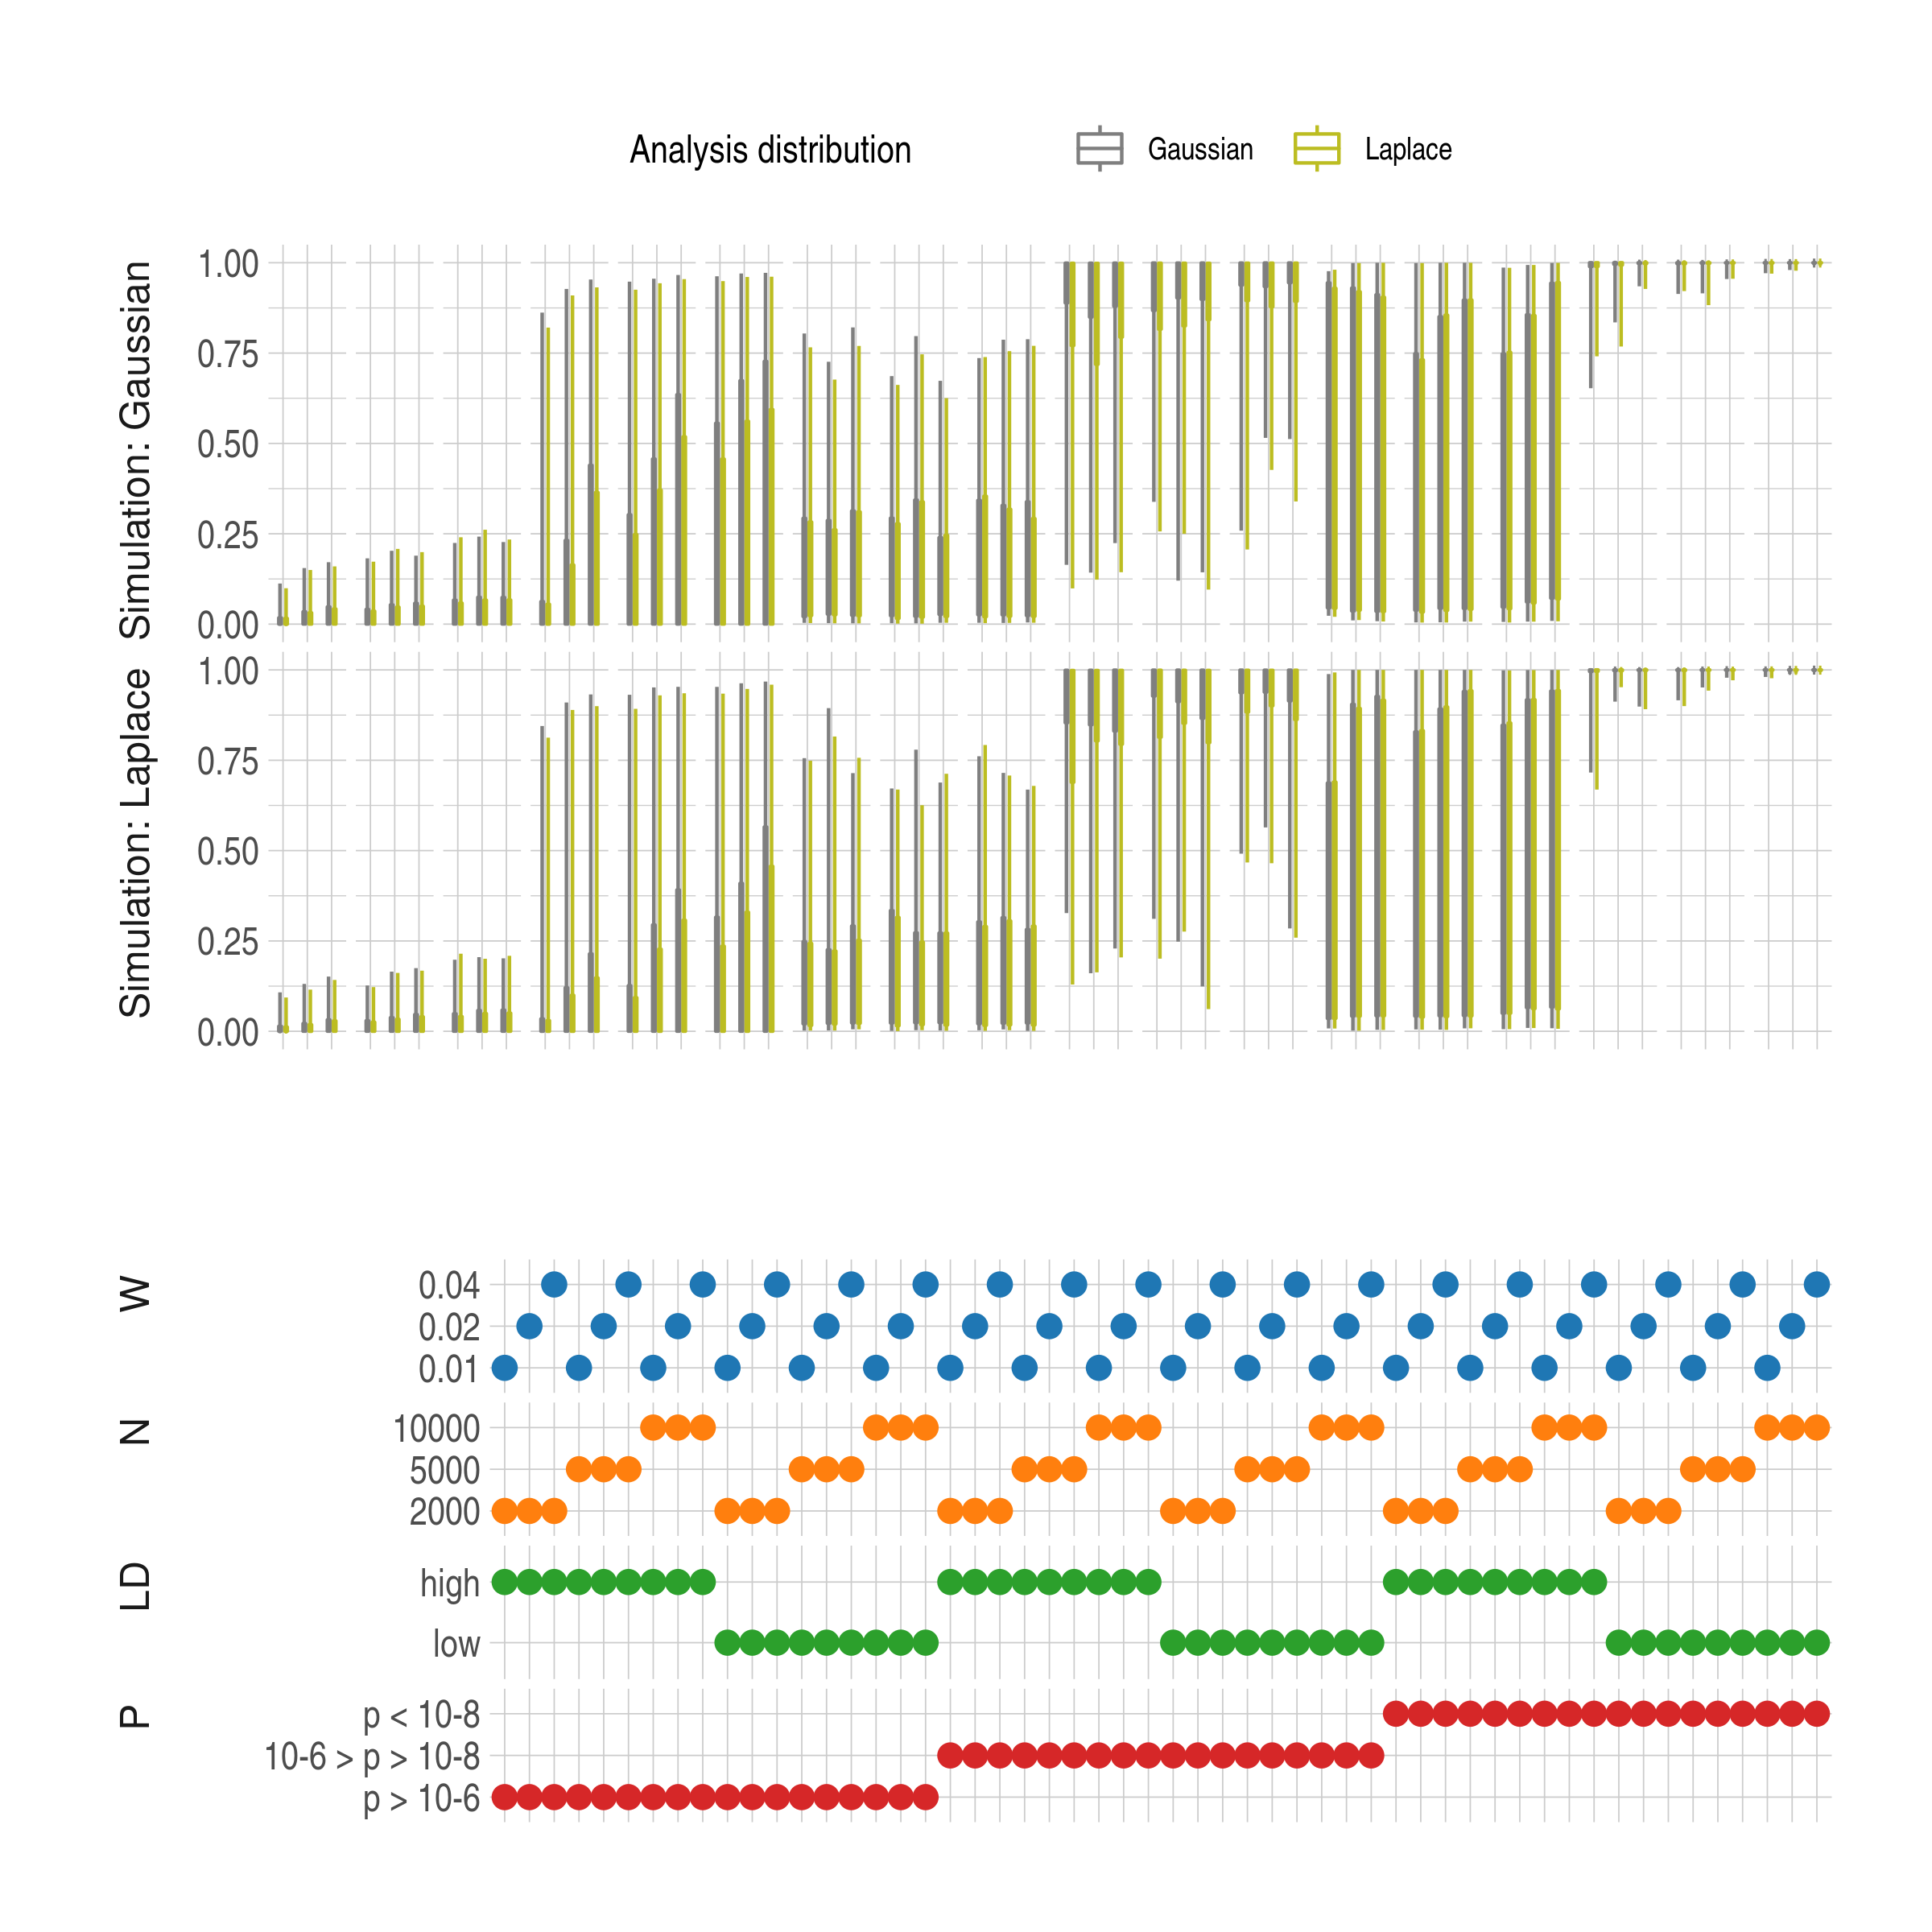 Analysis distribution Gaussian Laplace
Simulation: Gaussian
1.00
0.75
0.50
0.25
0.00
Simulation: Laplace
1.00
0.75
0.50
0.25
0.00
W
0.04
0.02
0.01
N
10000
5000
2000
LD
high
low
P
p < 10-8
10-6 > p > 10-8
p > 10-6